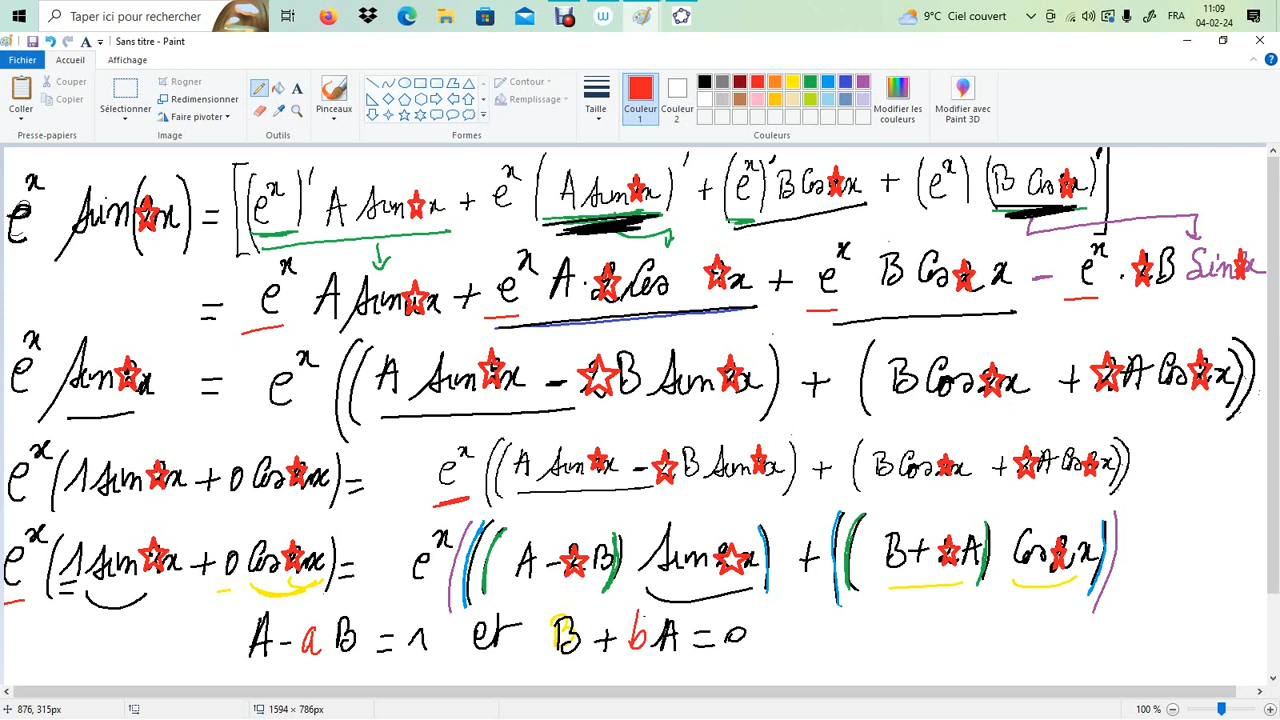 Taper ici pour rechercher
9°C Ciel couvert
FRA
11:09
04-02-24
Sans titre - Paint
Fichier Accueil Affichage
Coller
Couper
Copier
Presse-papiers
Sélectionner
Rogner
Redimensionner
Faire pivoter
Image
A
Outils
Pinceaux
Contour
Remplissage
Formes
Taille
Couleur 1
Couleur 2
Modifier les couleurs
Couleurs
Modifier avec Paint 3D
e^x sin(☆x) = [(e^x)' A sin☆x + e^x (A sin☆x)' + (e^x)' B Cos☆x + (e^x) (B Cos☆x)']
= e^x A sin☆x + e^x A·☆ Cos ☆x + e^x B Cos☆x - e^x·☆B Sin☆x
e^x sin☆x = e^x ((A sin☆x - ☆B sin☆x) + (B Cos☆x + ☆A Cos☆x))
e^x (1 sin☆x + 0 Cos☆x) = e^x ((A sin☆x - ☆B sin☆x) + (B Cos☆x + ☆A Cos☆x))
e^x (1 sin☆x + 0 Cos☆x) = e^x (((A - ☆B) sin☆x) + ((B + ☆A) Cos☆x))
A - aB = 1 et B + bA = 0
876, 315px
1594 × 786px
100 %